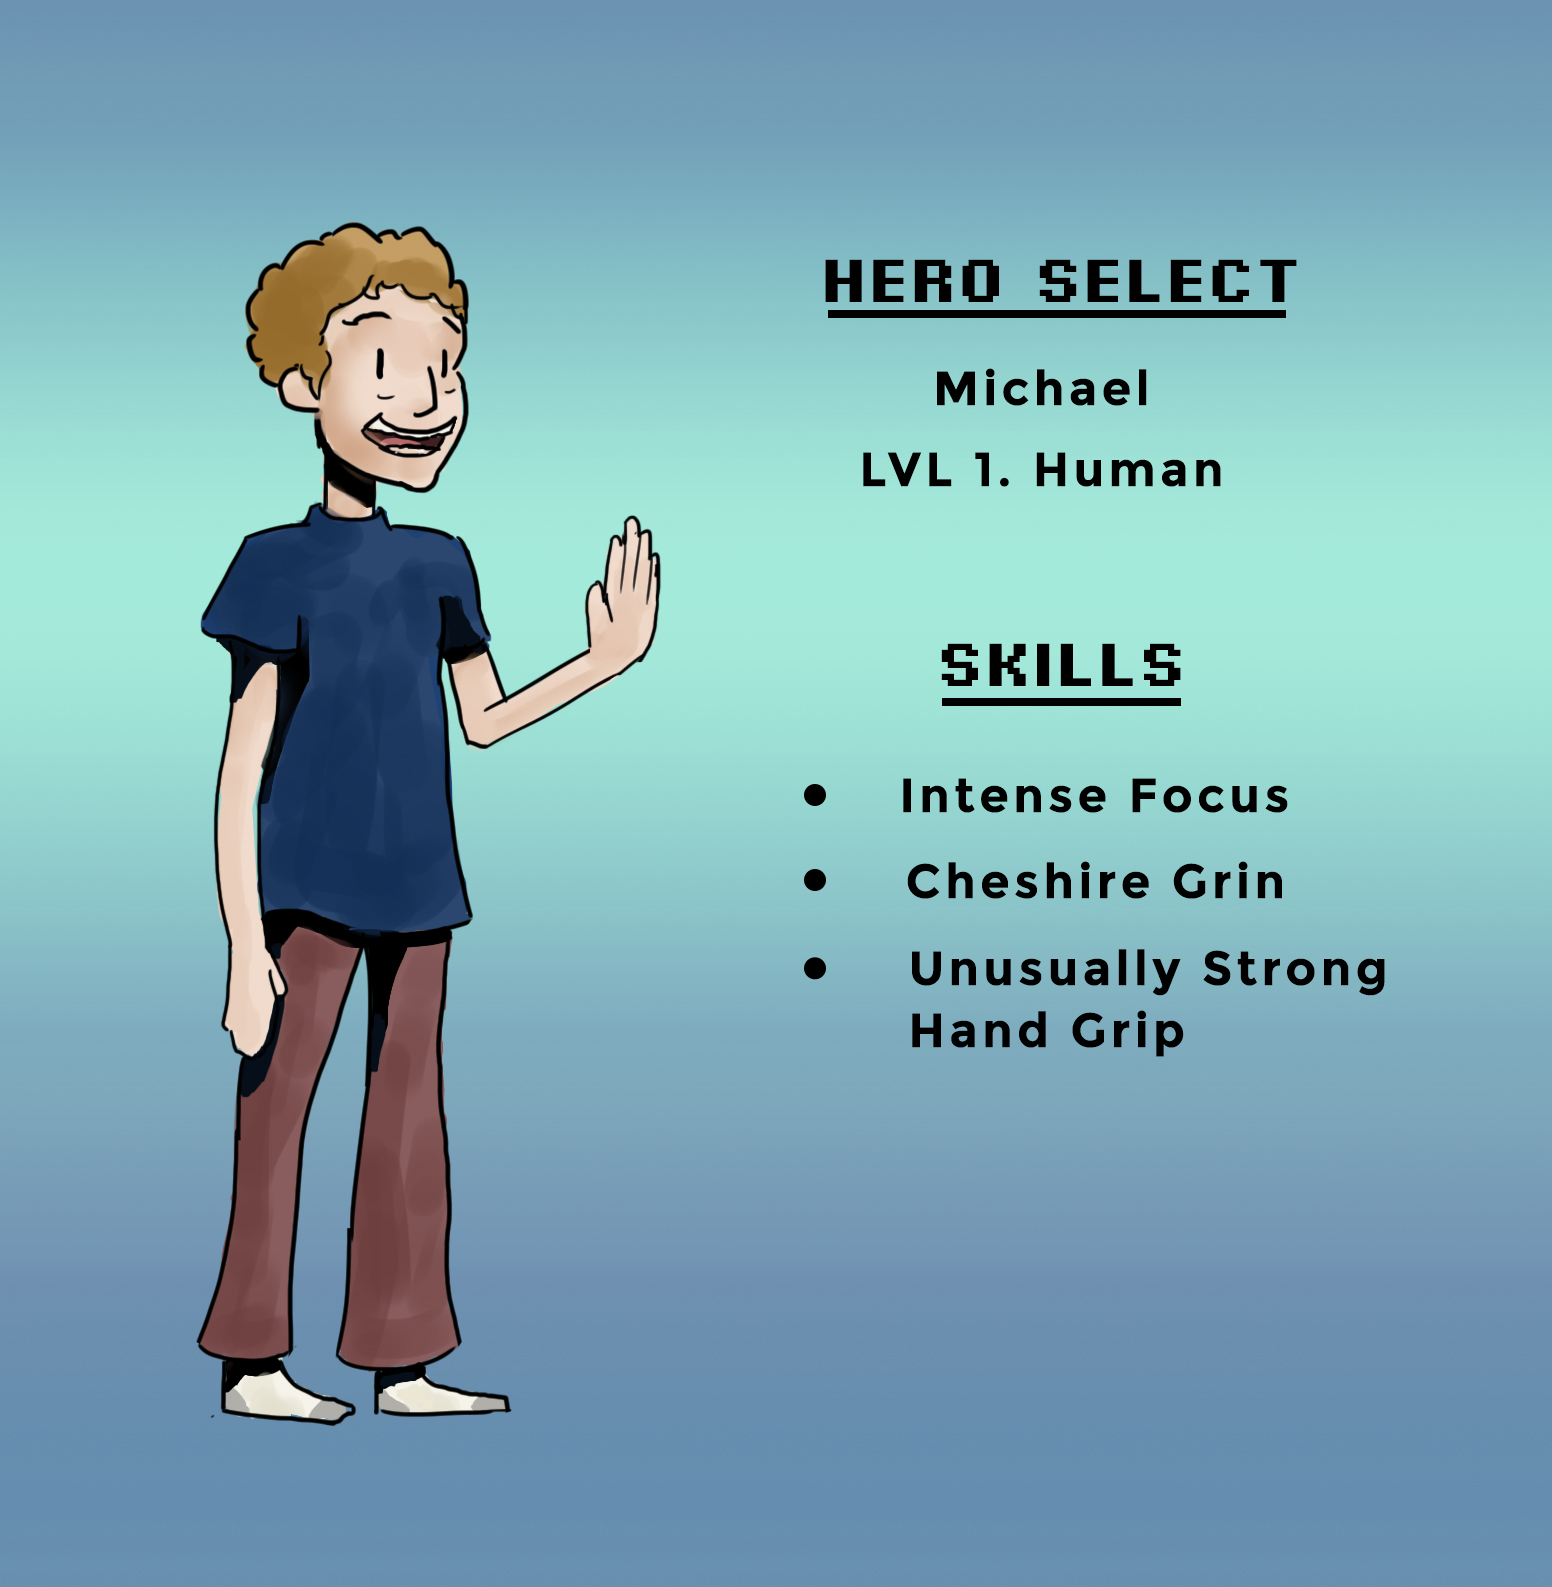 HERO SELECT
Michael
LVL 1. Human
SKILLS
• Intense Focus
• Cheshire Grin
• Unusually Strong
Hand Grip